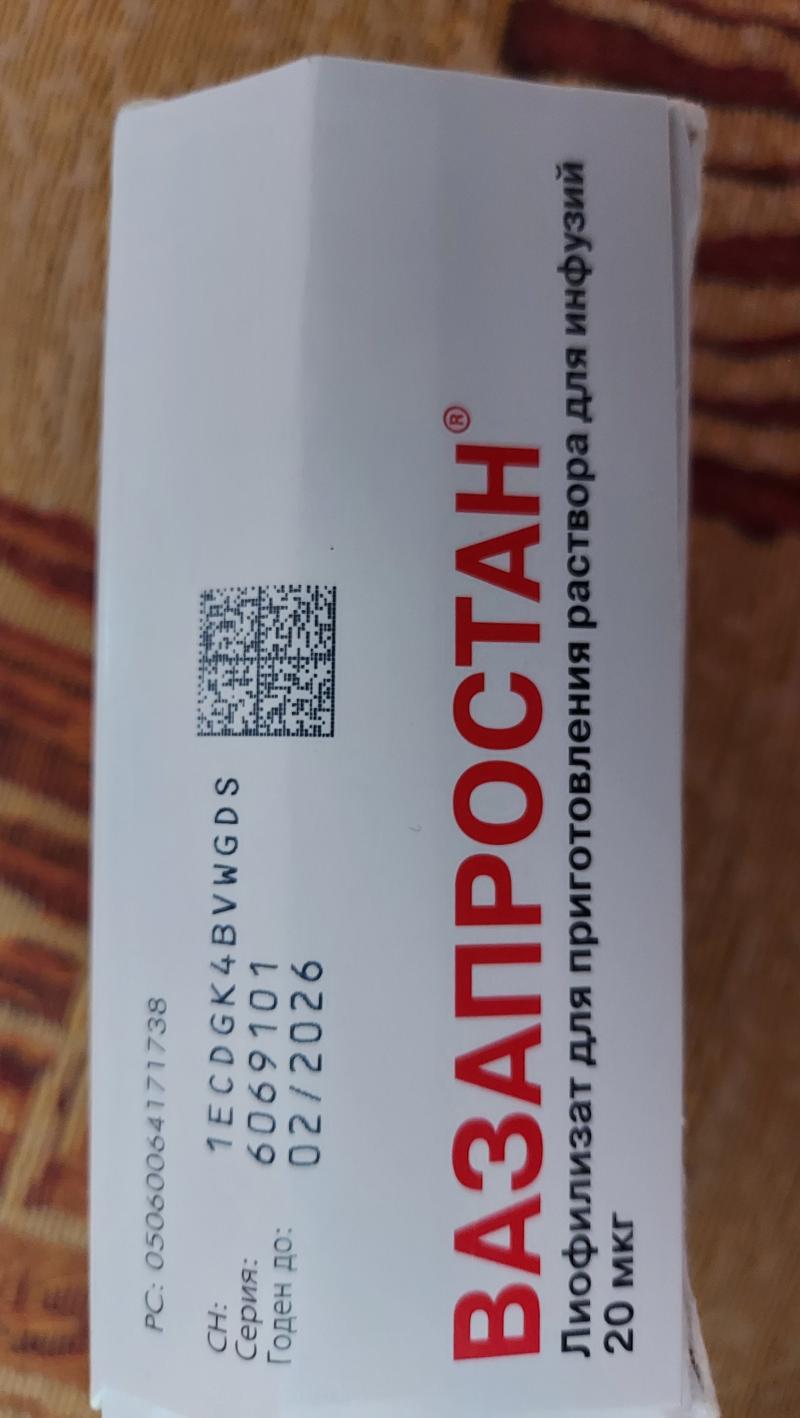 PC: 05060064171738
СН: 1ECDGK4BVWGDS
Серия: 6069101
Годен до: 02/2026
ВАЗАПРОСТАН®
Лиофилизат для приготовления раствора для инфузий
20 мкг